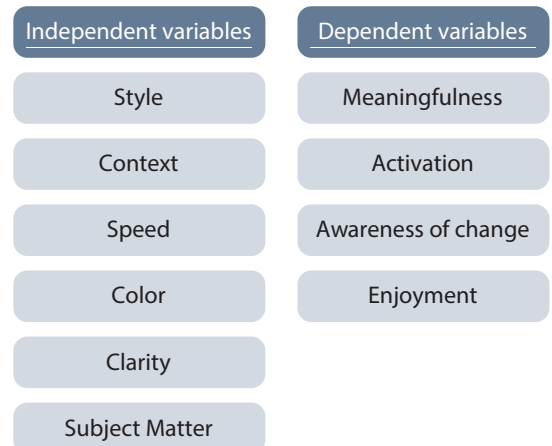 Independent variables
Style
Context
Speed
Color
Clarity
Subject Matter
Dependent variables
Meaningfulness
Activation
Awareness of change
Enjoyment